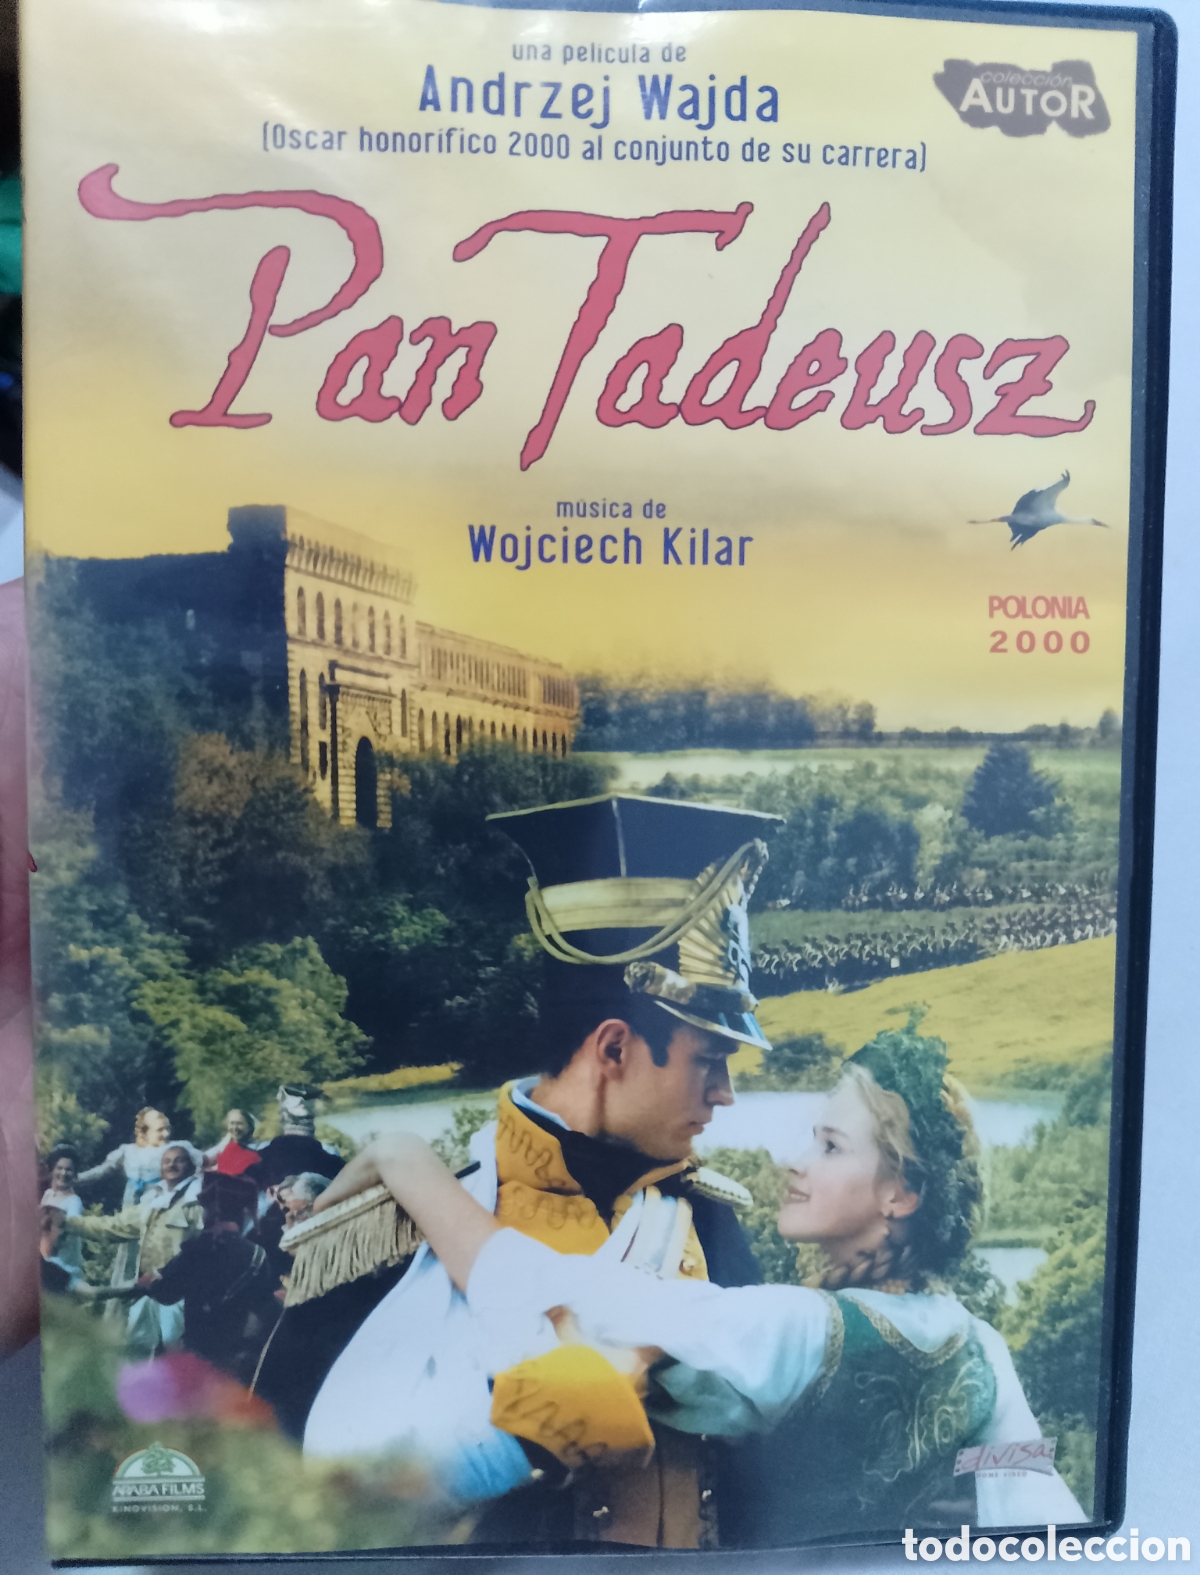 una película de
Andrzej Wajda
(Oscar honorífico 2000 al conjunto de su carrera)
colección
AUTOR
Pan Tadeusz
música de
Wojciech Kilar
POLONIA
2000
ARABA FILMS
KINOVISION, S.L.
divisa
HOME VIDEO
todocoleccion